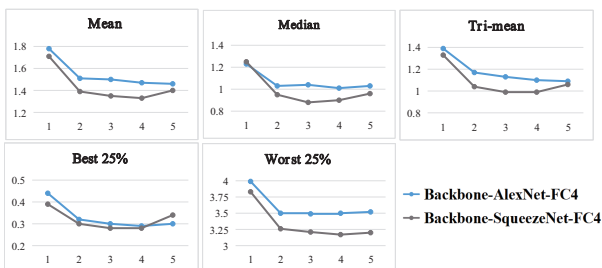 Mean
1.8
1.6
1.4
1.2
1 2 3 4 5
Median
1.4
1.2
1
0.8
1 2 3 4 5
Tri-mean
1.4
1.2
1
0.8
1 2 3 4 5
Best 25%
0.5
0.4
0.3
0.2
1 2 3 4 5
Worst 25%
4
3.75
3.5
3.25
3
1 2 3 4 5
Backbone-AlexNet-FC4
Backbone-SqueezeNet-FC4